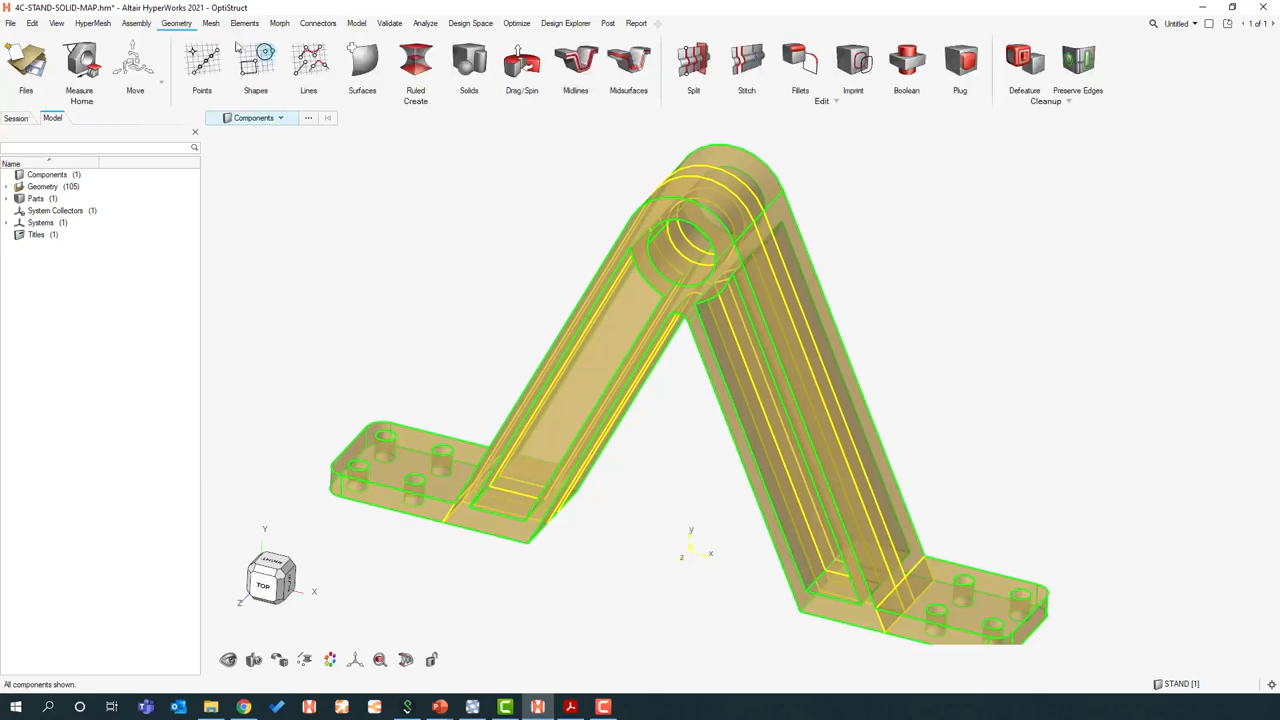 4C-STAND-SOLID-MAP.hm* - Altair HyperWorks 2021 - OptiStruct
File Edit View HyperMesh Assembly Geometry Mesh Elements Morph Connectors Model Validate Analyze Design Space Optimize Design Explorer Post Report Untitled 1 of 1
Files Measure Move Points Shapes Lines Surfaces Ruled Solids Drag/Spin Midlines Midsurfaces Split Stitch Fillets Imprint Boolean Plug Defeature Preserve Edges
Home Create Edit Cleanup
Session Model Components
Name
Components (1)
Geometry (105)
Parts (1)
System Collectors (1)
Systems (1)
Titles (1)
y
x
z
Y
TOP
X
Z
All components shown. STAND [1]